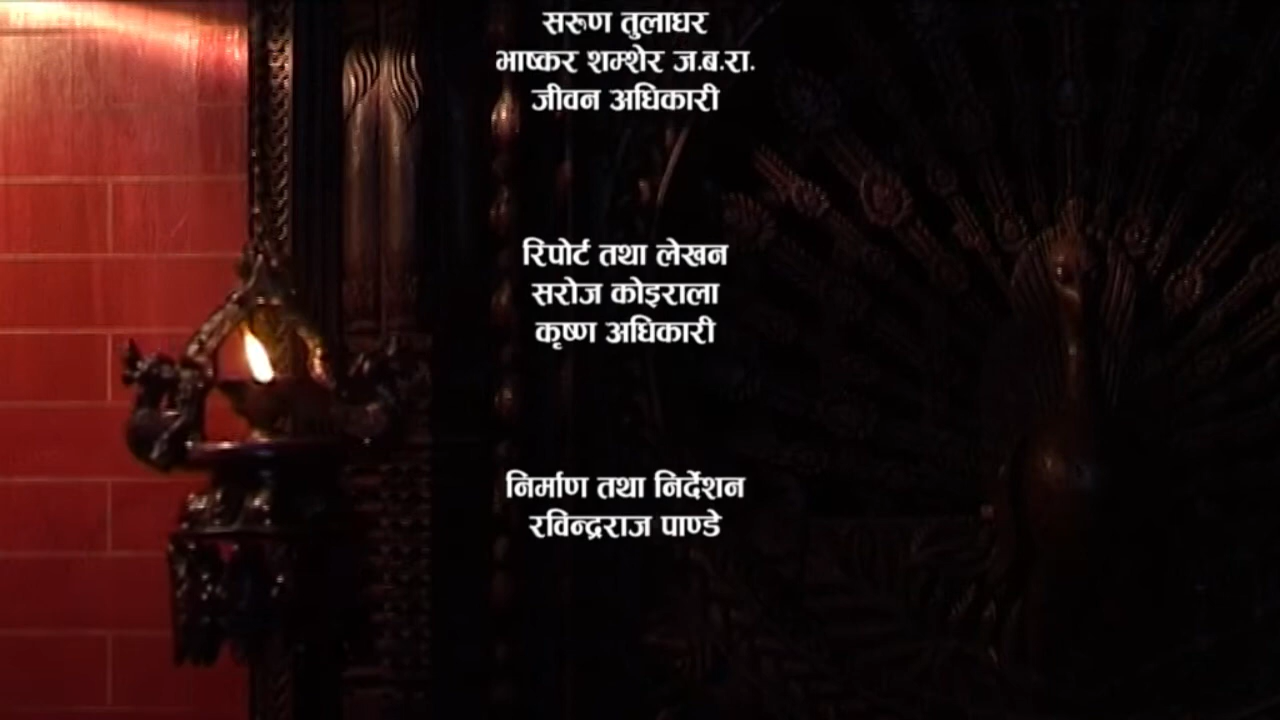 सरुण तुलाधर
भाष्कर शम्शेर ज.ब.रा.
जीवन अधिकारी
रिपोर्ट तथा लेखन
सरोज कोइराला
कृष्ण अधिकारी
निर्माण तथा निर्देशन
रविन्द्रराज पाण्डे